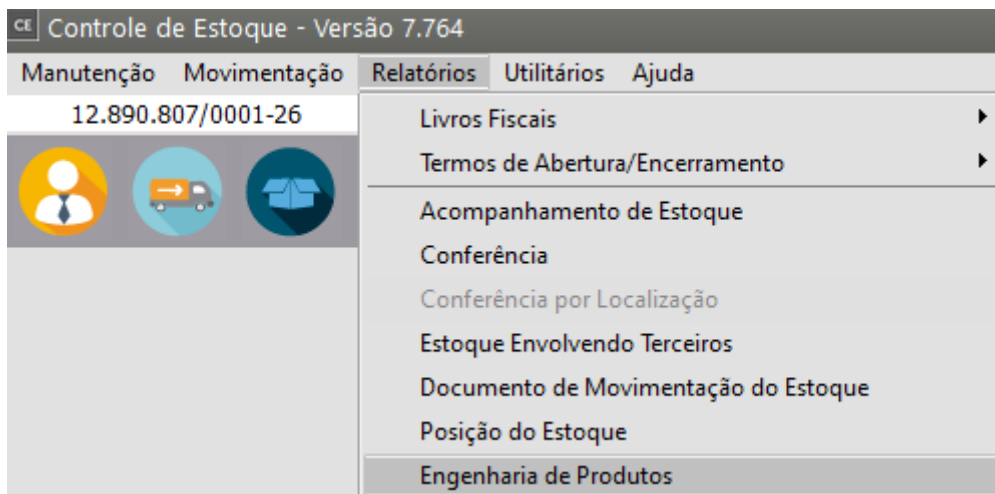 CE Controle de Estoque - Versão 7.764
Manutenção Movimentação Relatórios Utilitários Ajuda
12.890.807/0001-26
Livros Fiscais
Termos de Abertura/Encerramento
Acompanhamento de Estoque
Conferência
Conferência por Localização
Estoque Envolvendo Terceiros
Documento de Movimentação do Estoque
Posição do Estoque
Engenharia de Produtos